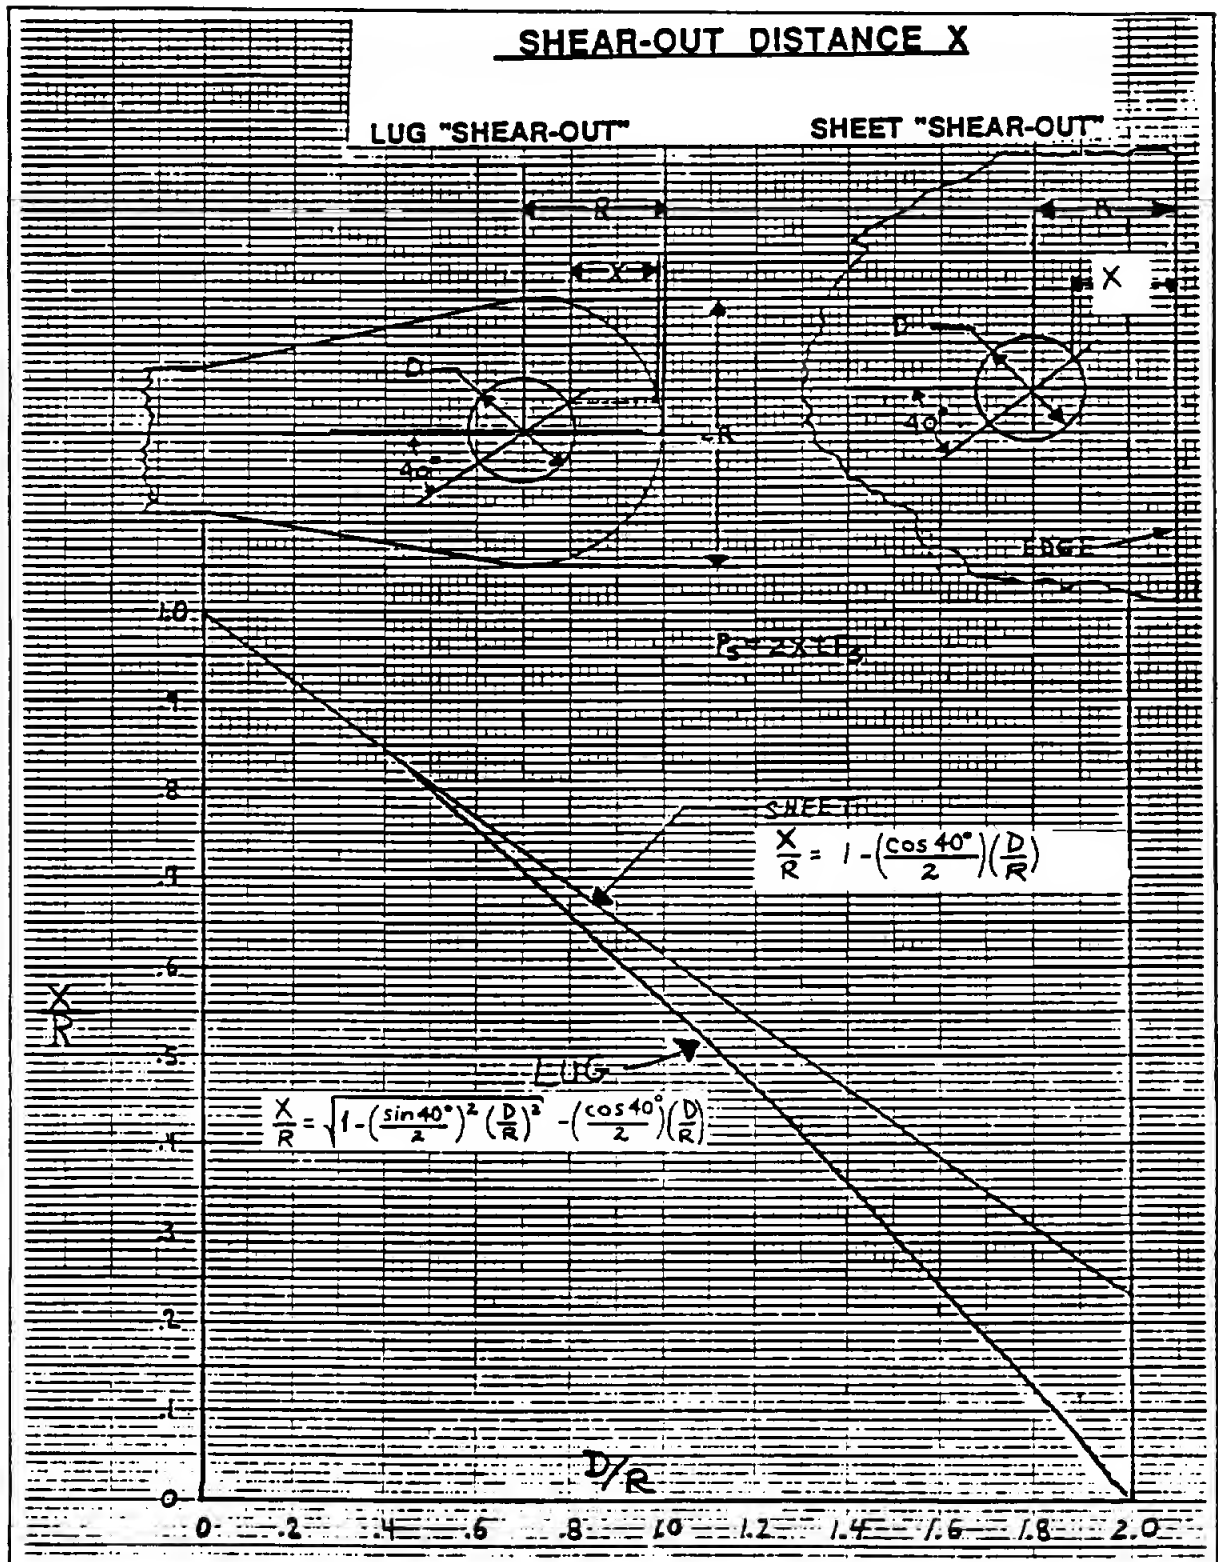 SHEAR-OUT DISTANCE X
LUG "SHEAR-OUT"
SHEET "SHEAR-OUT"
R
R
X
X
D
D
40°
40°
R
EDGE
P_S = 2XtF_S
SHEET
X/R = 1 - (cos 40°/2)(D/R)
LUG
X/R = √(1 - (sin 40°/2)² (D/R)²) - (cos 40°/2)(D/R)
X/R
1.0
.9
.8
.7
.6
.5
.4
.3
.2
.1
0
D/R
0 .2 .4 .6 .8 1.0 1.2 1.4 1.6 1.8 2.0